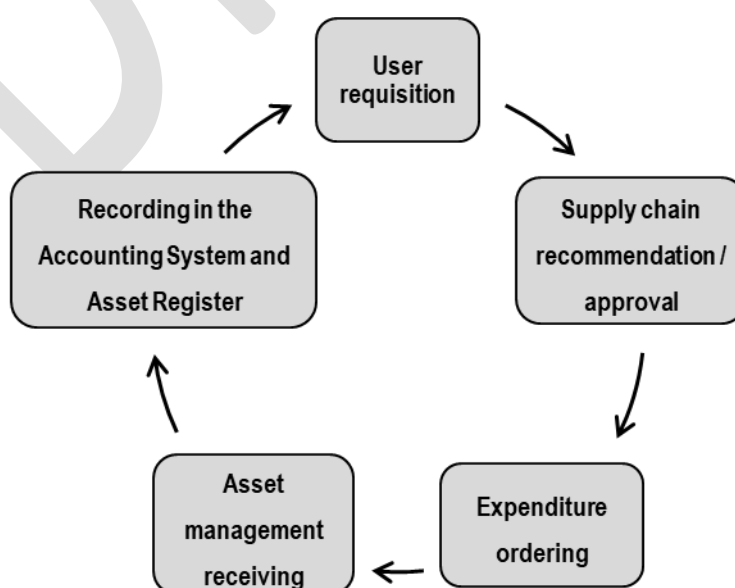 User
requisition
Supply chain
recommendation /
approval
Expenditure
ordering
Asset
management
receiving
Recording in the
Accounting System and
Asset Register